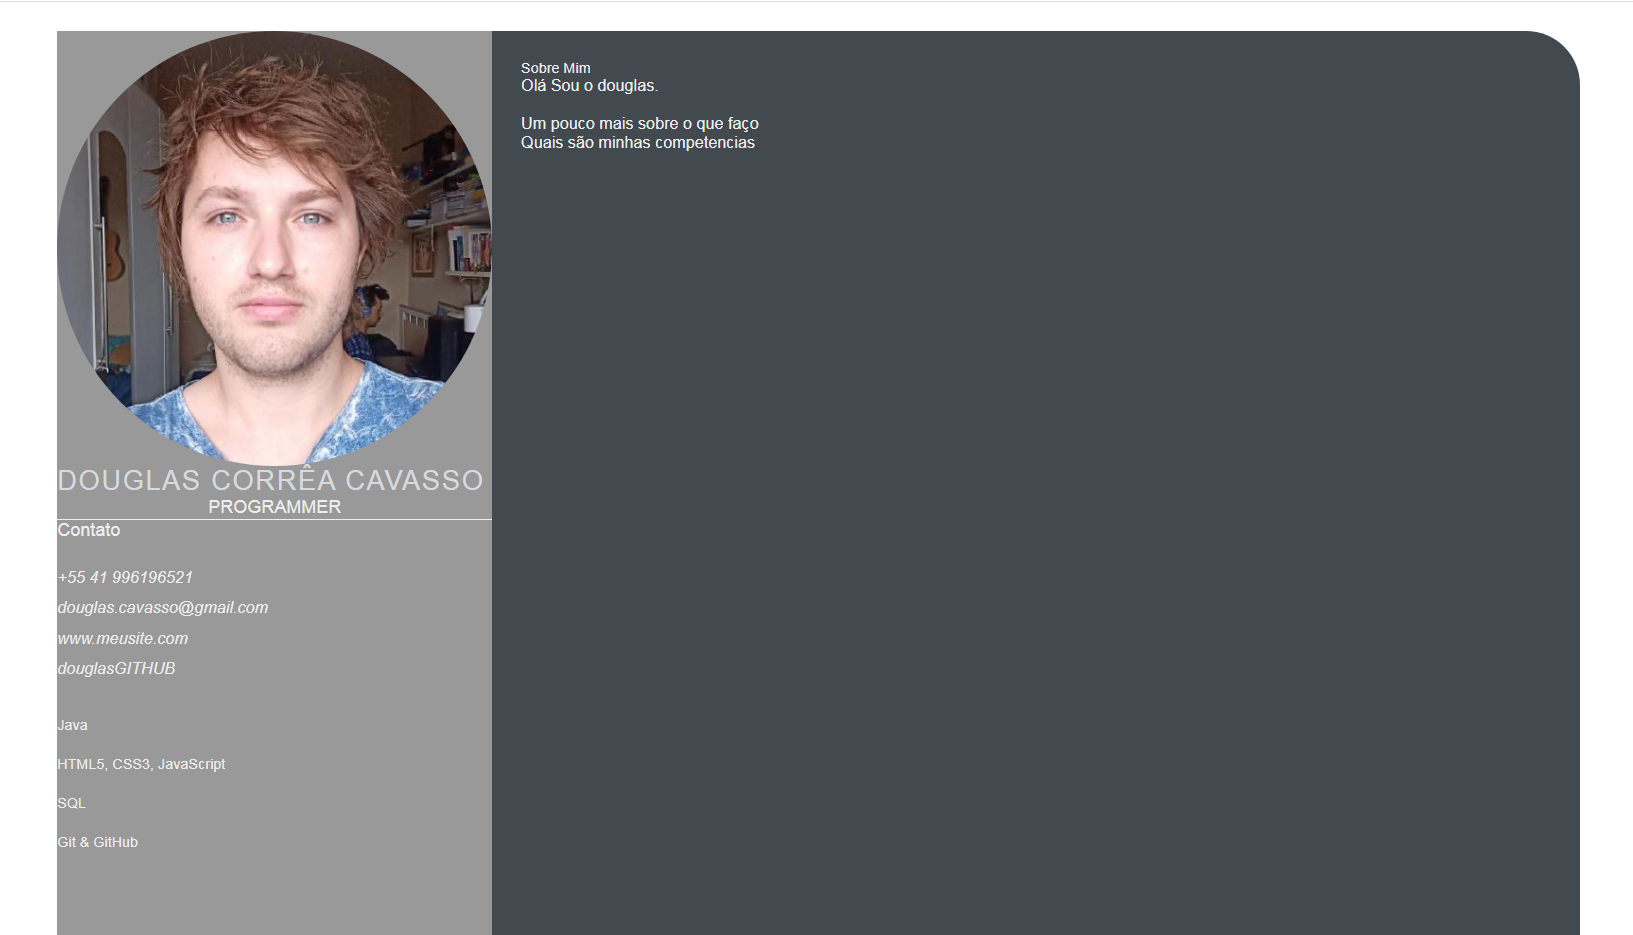 DOUGLAS CORRÊA CAVASSO
PROGRAMMER
Contato
+55 41 996196521
douglas.cavasso@gmail.com
www.meusite.com
douglasGITHUB
Java
HTML5, CSS3, JavaScript
SQL
Git & GitHub
Sobre Mim
Olá Sou o douglas.
Um pouco mais sobre o que faço
Quais são minhas competencias